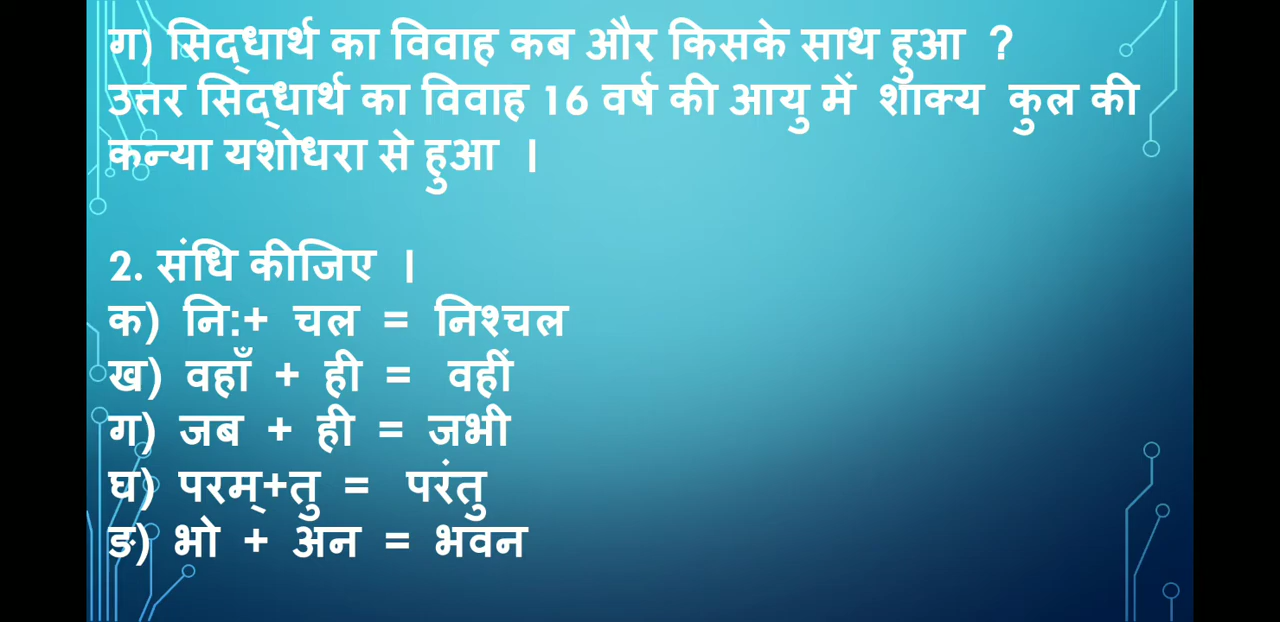 ग) सिद्धार्थ का विवाह कब और किसके साथ हुआ ?
उत्तर सिद्धार्थ का विवाह 16 वर्ष की आयु में शाक्य कुल की
कन्या यशोधरा से हुआ ।
2. संधि कीजिए ।
क) नि:+ चल = निश्चल
ख) वहाँ + ही = वहीं
ग) जब + ही = जभी
घ) परम्+तु = परंतु
ङ) भो + अन = भवन